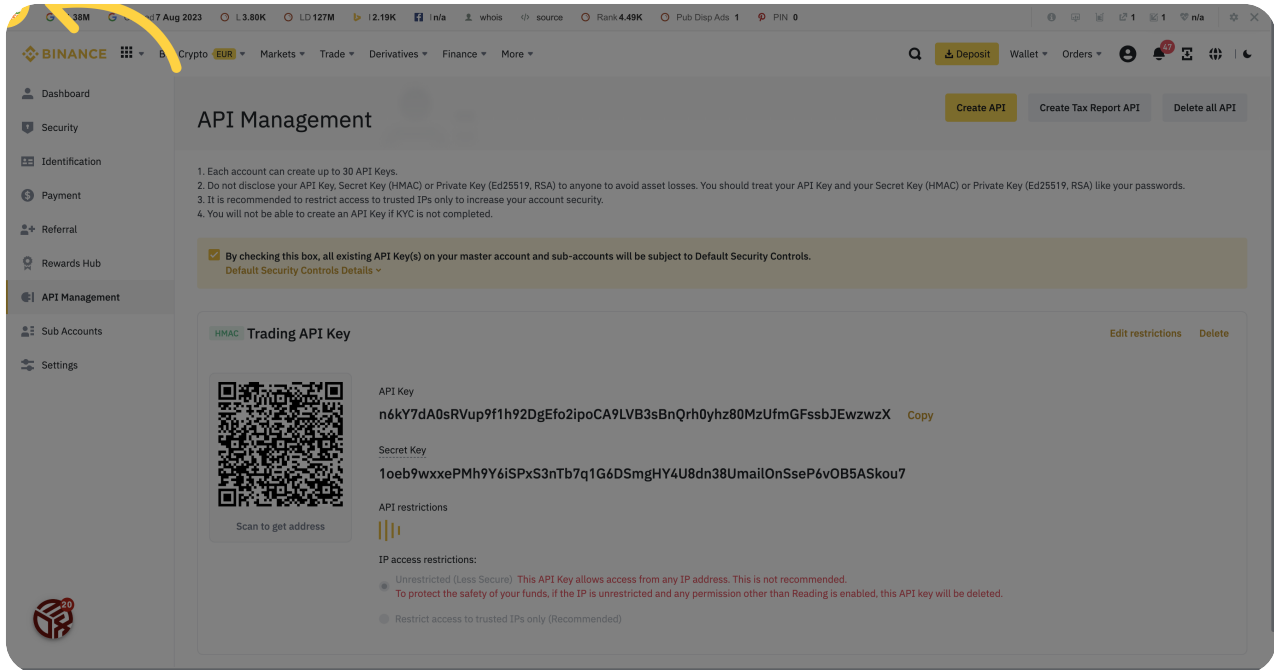 38M
7 Aug 2023
L 3.80K
LD 127M
I 2.19K
I n/a
whois
source
Rank 4.49K
Pub Disp Ads 1
PIN 0
1
1
n/a
BINANCE
Crypto EUR
Markets
Trade
Derivatives
Finance
More
Deposit
Wallet
Orders
47
Dashboard
Security
Identification
Payment
Referral
Rewards Hub
API Management
Sub Accounts
Settings
20
API Management
Create API
Create Tax Report API
Delete all API
1. Each account can create up to 30 API Keys.
2. Do not disclose your API Key, Secret Key (HMAC) or Private Key (Ed25519, RSA) to anyone to avoid asset losses. You should treat your API Key and your Secret Key (HMAC) or Private Key (Ed25519, RSA) like your passwords.
3. It is recommended to restrict access to trusted IPs only to increase your account security.
4. You will not be able to create an API Key if KYC is not completed.
By checking this box, all existing API Key(s) on your master account and sub-accounts will be subject to Default Security Controls.
Default Security Controls Details
HMAC Trading API Key
Edit restrictions
Delete
Scan to get address
API Key
n6kY7dA0sRVup9f1h92DgEfo2ipoCA9LVB3sBnQrh0yhz80MzUfmGFssbJEwzwzX Copy
Secret Key
1oeb9wxxePMh9Y6iSPxS3nTb7q1G6DSmgHY4U8dn38UmailOnSseP6vOB5ASkou7
API restrictions
IP access restrictions:
Unrestricted (Less Secure) This API Key allows access from any IP address. This is not recommended.
To protect the safety of your funds, if the IP is unrestricted and any permission other than Reading is enabled, this API key will be deleted.
Restrict access to trusted IPs only (Recommended)